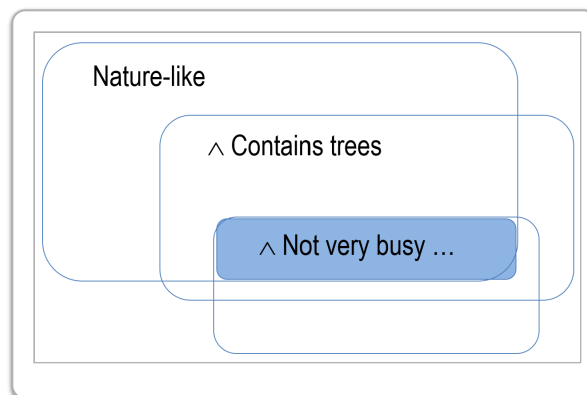 Nature-like
∧ Contains trees
∧ Not very busy …